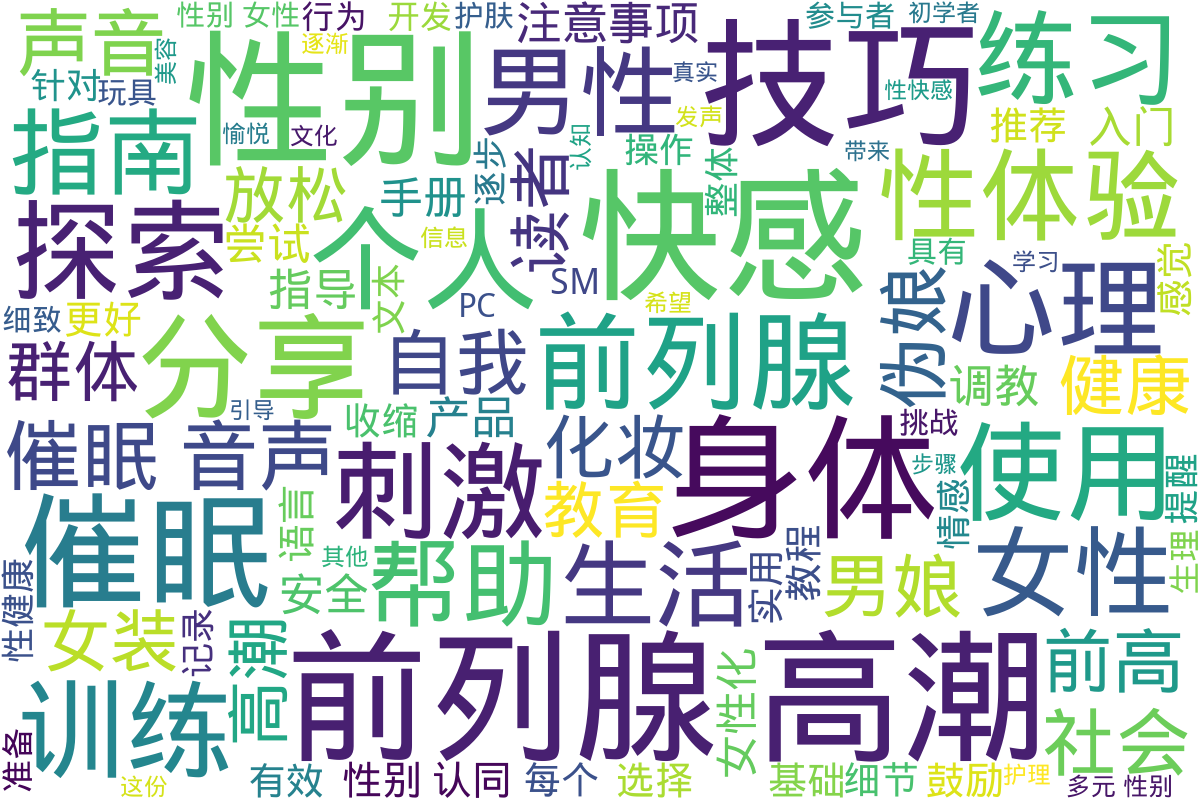 声音
性别 女性
行为
开发
护肤
注意事项
参与者
初学者
美容
逐渐
性别
男性
技巧
练习
针对
玩具
真实
性快感
指南
愉悦
文化
发声
推荐
入门
认知
操作
带来
放松
手册
逐步
读者
整体
快感
性体验
探索
尝试
个人
信息
具有
学习
感觉
指导
文本
PC
SM
希望
伪娘
心理
细致
更好
分享
自我
前列腺
群体
调教
健康
引导
收缩
产品
化妆
挑战
催眠 音声
刺激
身体
使用
步骤
提醒
情感
教育
催眠
语言
其他
帮助
生活
实用
教程
女性
生理
男娘
安全
性健康
女装
记录
高潮
前列腺高潮
女性化
前高
训练
社会
准备
这份
有效
性别 认同
每个
选择
基础
细节
鼓励
护理
多元 性别